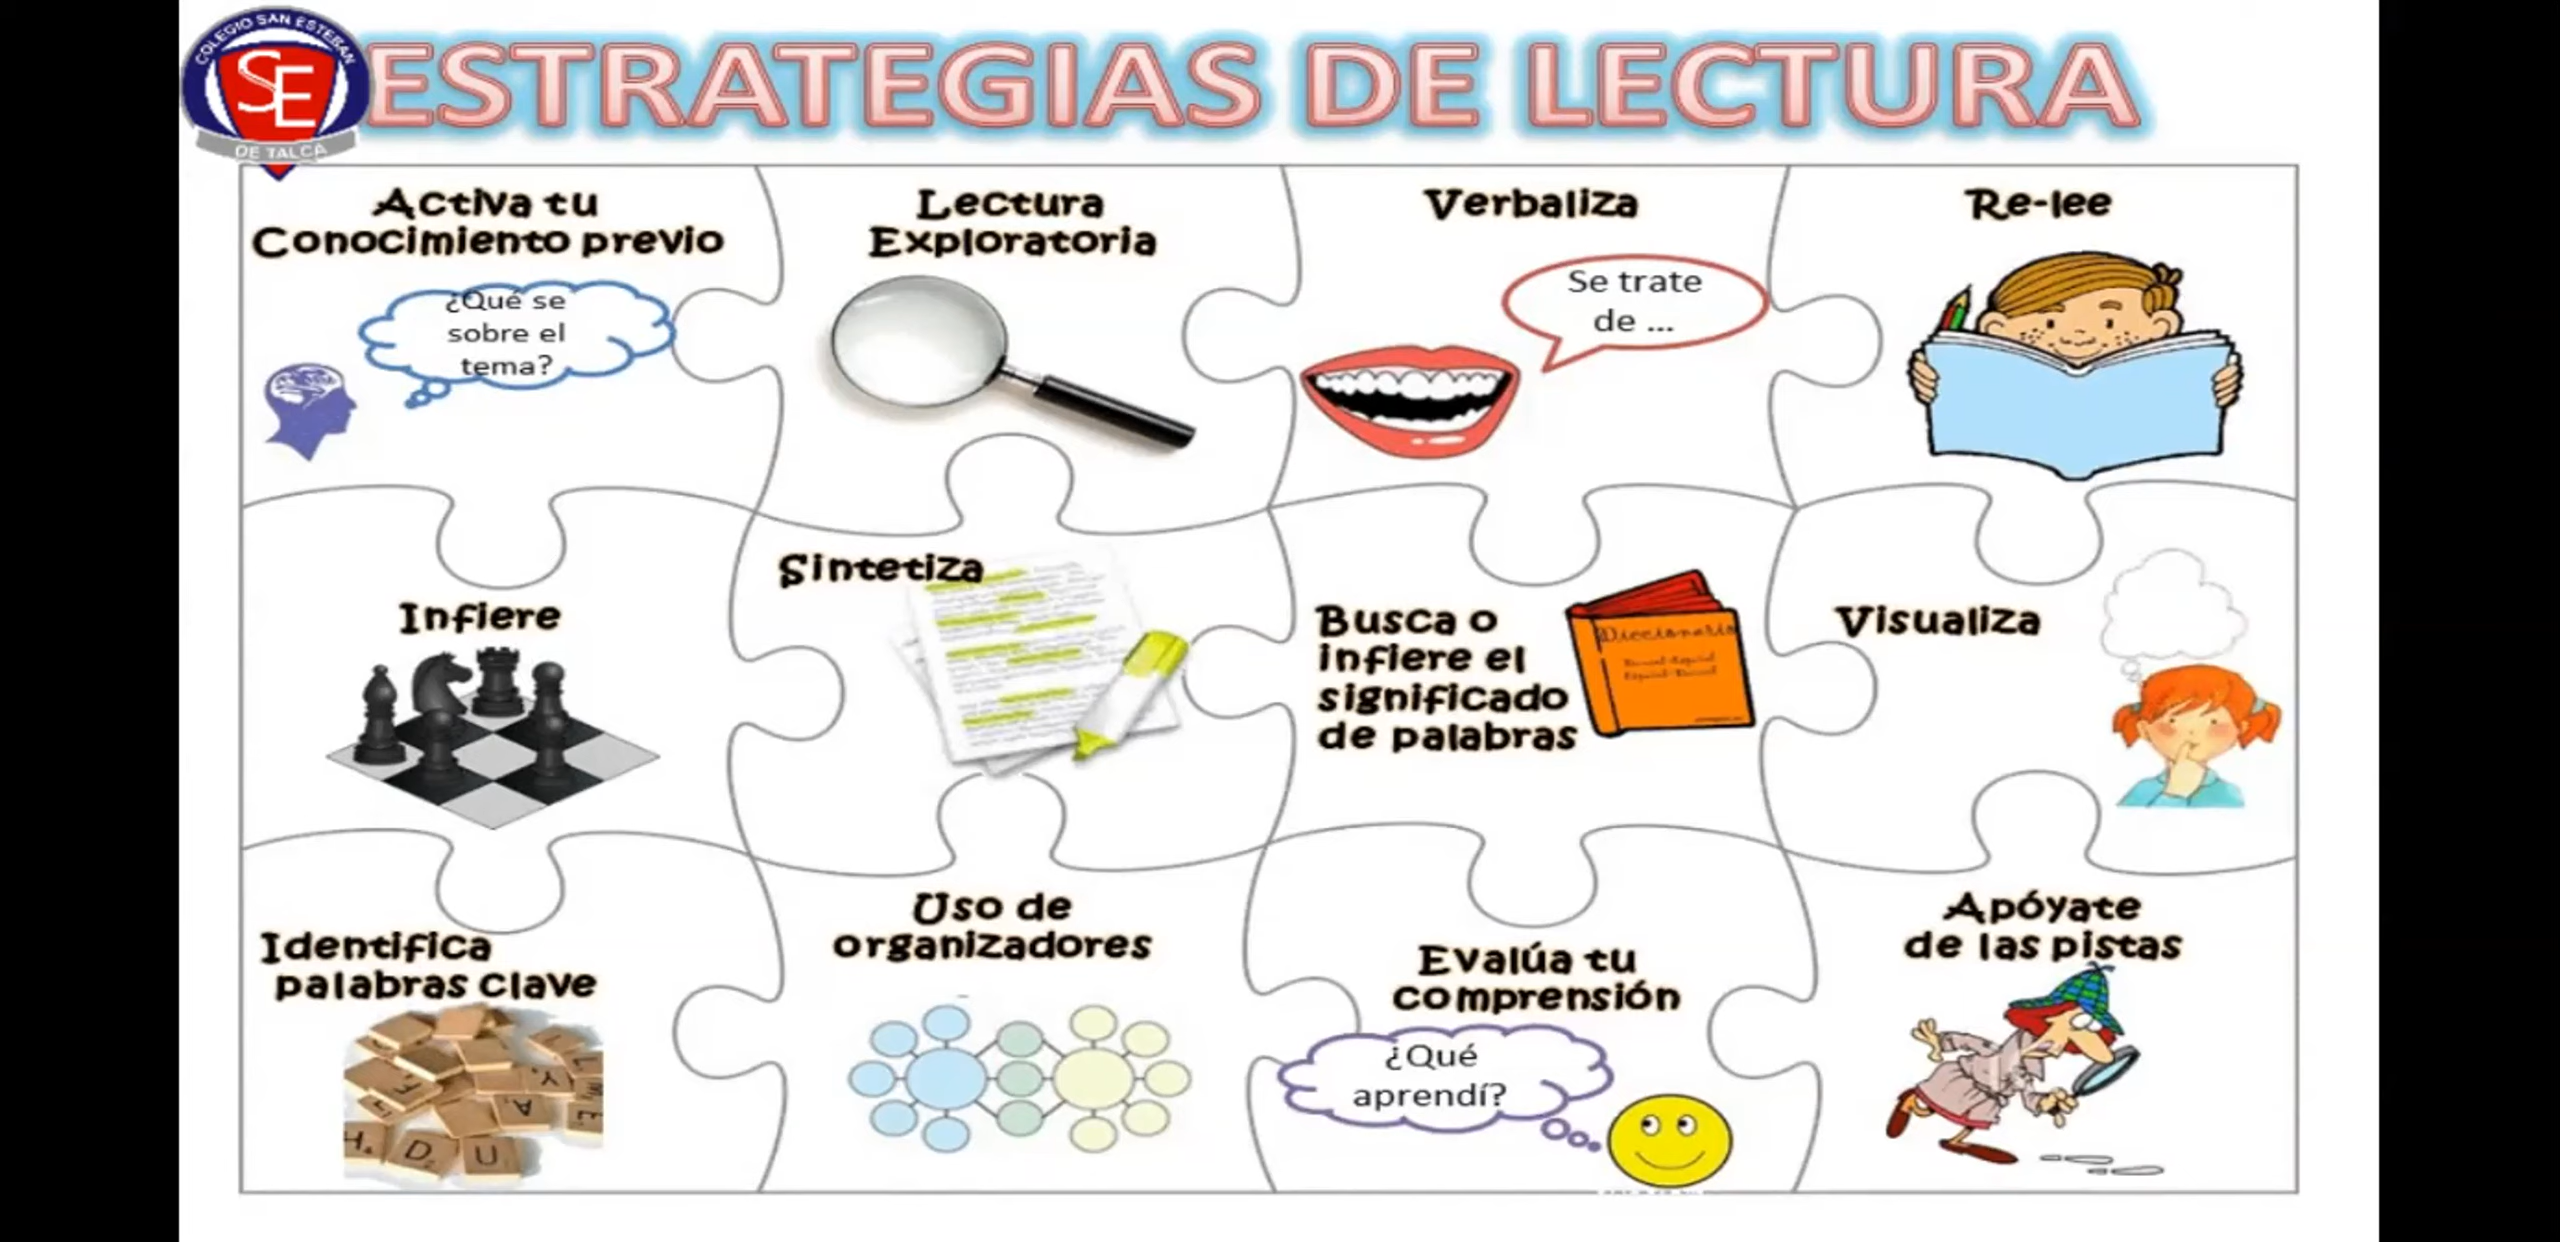 COLEGIO SAN ESTEBAN
SE
DE TALCA
ESTRATEGIAS DE LECTURA
Activa tu
Conocimiento previo
¿Qué se
sobre el
tema?
Lectura
Exploratoria
Verbaliza
Se trate
de ...
Re-lee
Infiere
Sintetiza
Busca o
infiere el
significado
de palabras
Diccionario
Visualiza
Identifica
palabras clave
H D U
Uso de
organizadores
Evalúa tu
comprensión
¿Qué
aprendí?
Apóyate
de las pistas